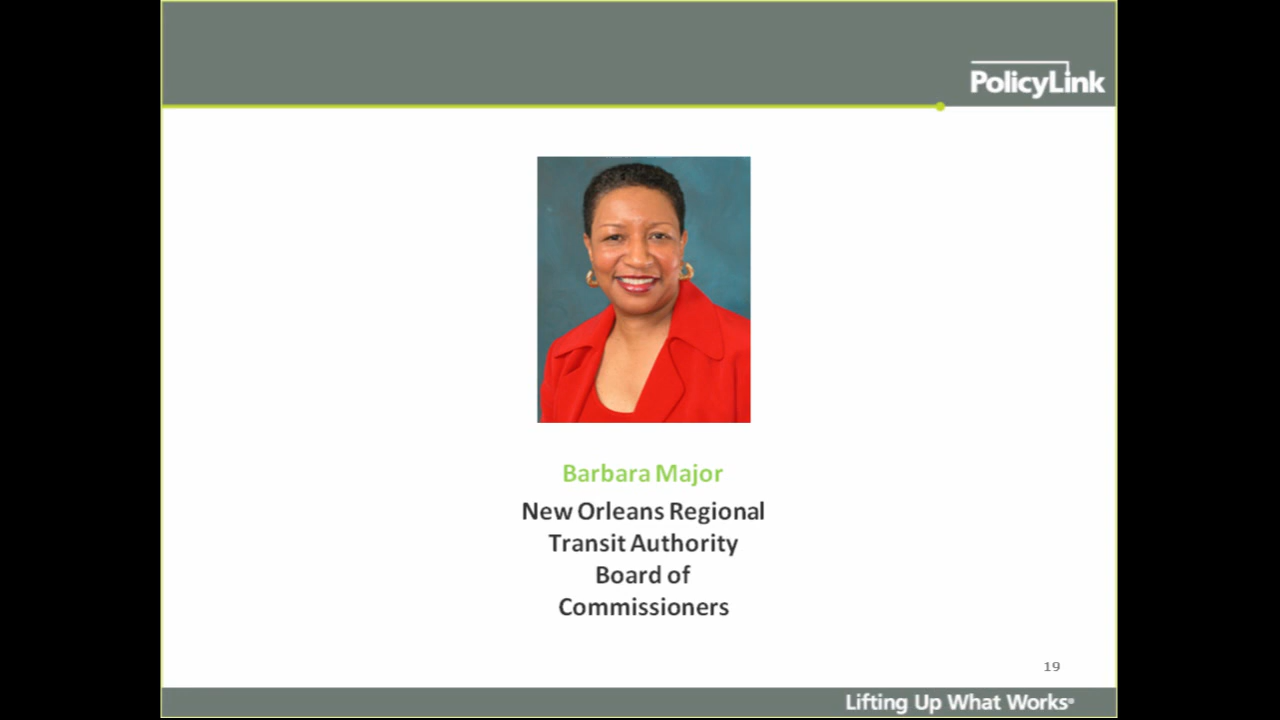 PolicyLink
Barbara Major
New Orleans Regional
Transit Authority
Board of
Commissioners
19
Lifting Up What Works®